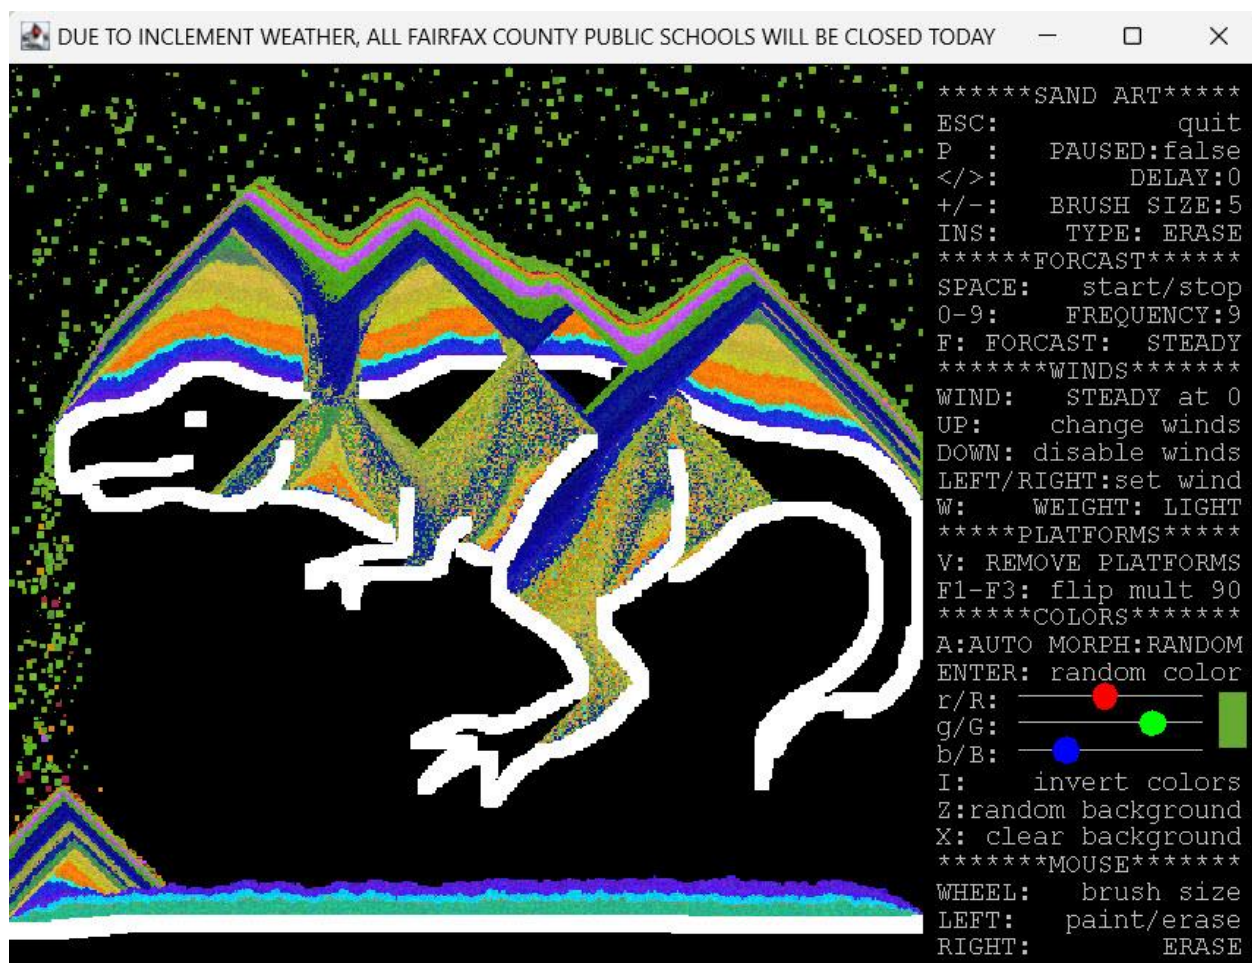 DUE TO INCLEMENT WEATHER, ALL FAIRFAX COUNTY PUBLIC SCHOOLS WILL BE CLOSED TODAY
******SAND ART*****
ESC: quit
P : PAUSED:false
</>: DELAY:0
+/-: BRUSH SIZE:5
INS: TYPE: ERASE
******FORCAST******
SPACE: start/stop
0-9: FREQUENCY:9
F: FORCAST: STEADY
*******WINDS*******
WIND: STEADY at 0
UP: change winds
DOWN: disable winds
LEFT/RIGHT:set wind
W: WEIGHT: LIGHT
*****PLATFORMS*****
V: REMOVE PLATFORMS
F1-F3: flip mult 90
******COLORS*******
A:AUTO MORPH:RANDOM
ENTER: random color
r/R:
g/G:
b/B:
I: invert colors
Z:random background
X: clear background
*******MOUSE*******
WHEEL: brush size
LEFT: paint/erase
RIGHT: ERASE